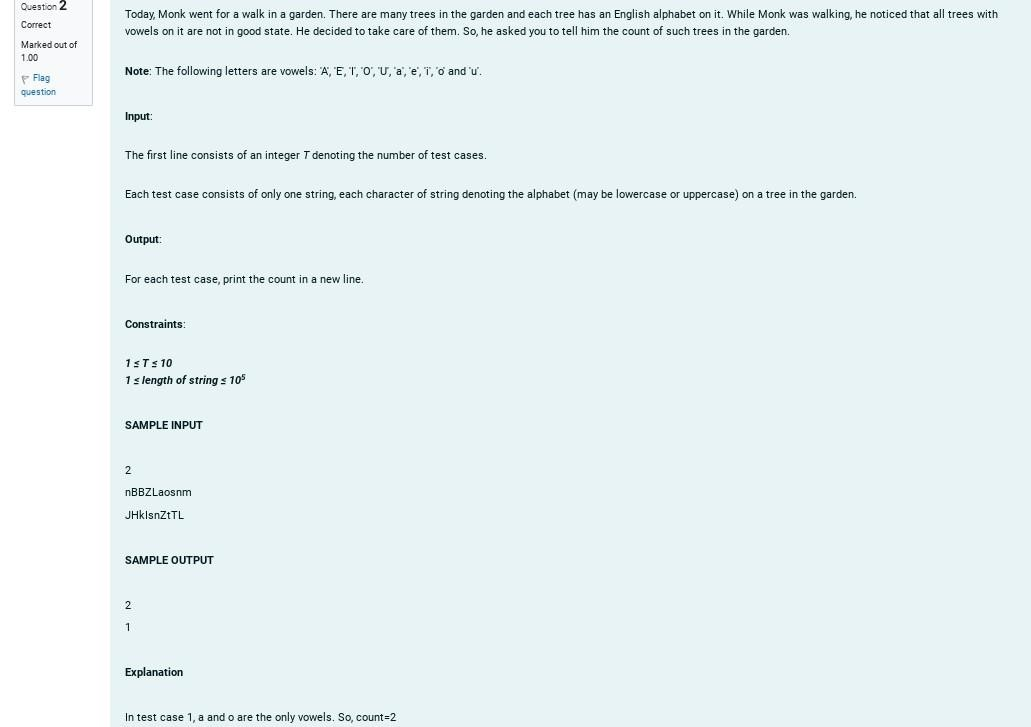 Question 2
Correct
Marked out of
1.00
Flag
question
Today, Monk went for a walk in a garden. There are many trees in the garden and each tree has an English alphabet on it. While Monk was walking, he noticed that all trees with
vowels on it are not in good state. He decided to take care of them. So, he asked you to tell him the count of such trees in the garden.
Note: The following letters are vowels: 'A', 'E', 'I', 'O', 'U', 'a', 'e', 'i', 'o' and 'u'.
Input:
The first line consists of an integer T denoting the number of test cases.
Each test case consists of only one string, each character of string denoting the alphabet (may be lowercase or uppercase) on a tree in the garden.
Output:
For each test case, print the count in a new line.
Constraints:
1 ≤ T ≤ 10
1 ≤ length of string ≤ 10⁵
SAMPLE INPUT
2
nBBZLaosnm
JHkIsnZtTL
SAMPLE OUTPUT
2
1
Explanation
In test case 1, a and o are the only vowels. So, count=2